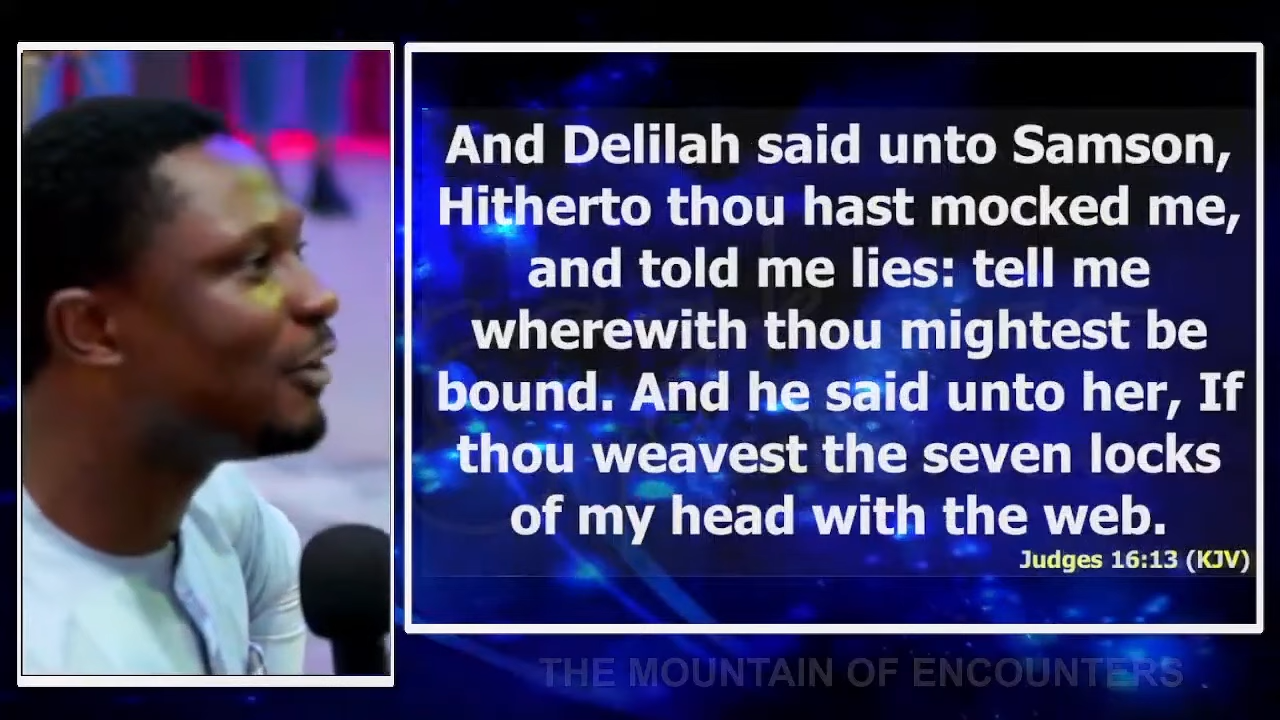 And Delilah said unto Samson,
Hitherto thou hast mocked me,
and told me lies: tell me
wherewith thou mightest be
bound. And he said unto her, If
thou weavest the seven locks
of my head with the web.
Judges 16:13 (KJV)
THE MOUNTAIN OF ENCOUNTERS